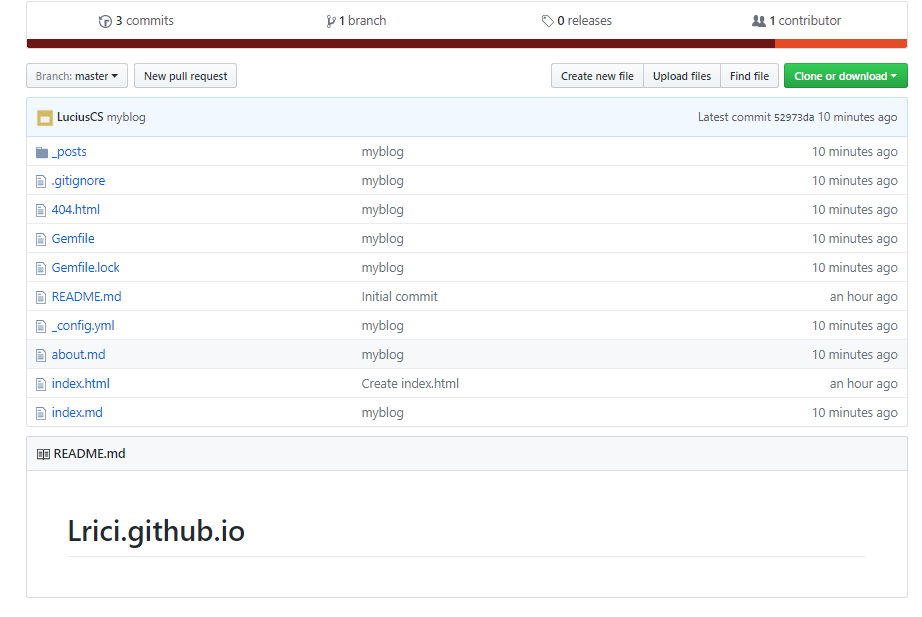 3 commits 1 branch 0 releases 1 contributor
Branch: master New pull request Create new file Upload files Find file Clone or download
LuciusCS myblog Latest commit 52973da 10 minutes ago
_posts myblog 10 minutes ago
.gitignore myblog 10 minutes ago
404.html myblog 10 minutes ago
Gemfile myblog 10 minutes ago
Gemfile.lock myblog 10 minutes ago
README.md Initial commit an hour ago
_config.yml myblog 10 minutes ago
about.md myblog 10 minutes ago
index.html Create index.html an hour ago
index.md myblog 10 minutes ago
README.md
Lrici.github.io